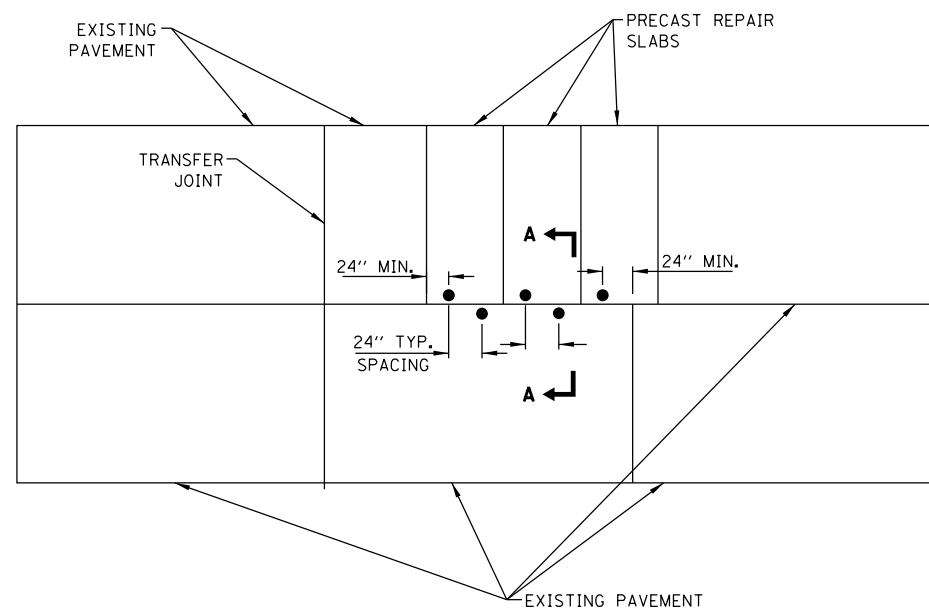 EXISTING
PAVEMENT
PRECAST REPAIR
SLABS
TRANSFER
JOINT
A
24'' MIN.
24'' MIN.
24'' TYP.
SPACING
A
EXISTING PAVEMENT